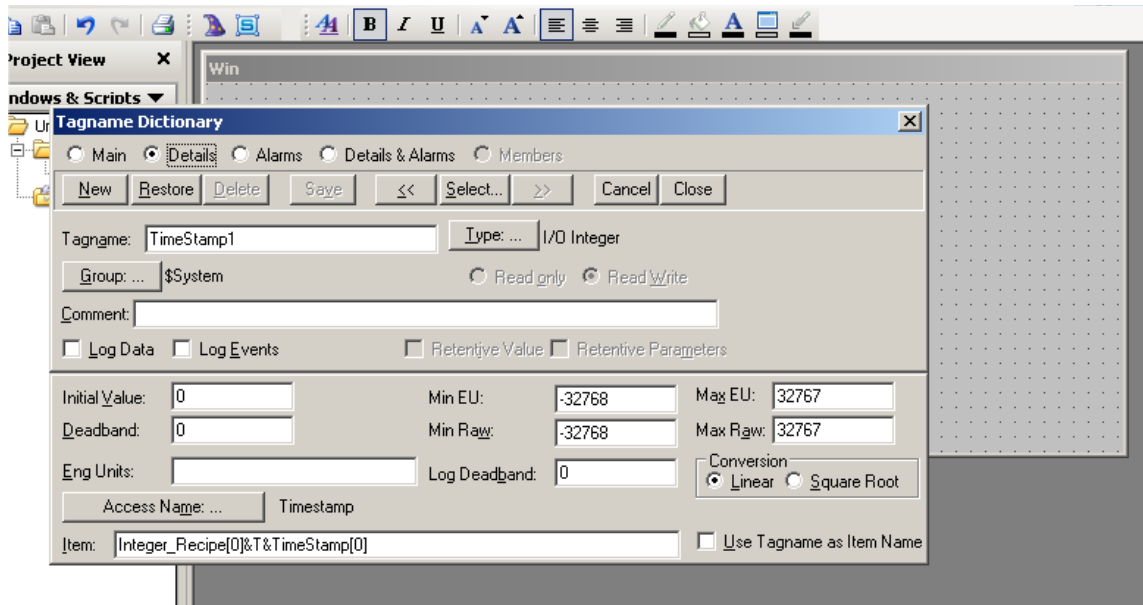 B I U A A A
Project View x
Win
Windows & Scripts
Tagname Dictionary
Main Details Alarms Details & Alarms Members
New Restore Delete Save << Select... >> Cancel Close
Tagname: TimeStamp1 Type: ... I/O Integer
Group: ... $System Read only Read Write
Comment:
Log Data Log Events Retentive Value Retentive Parameters
Initial Value: 0 Min EU: -32768 Max EU: 32767
Deadband: 0 Min Raw: -32768 Max Raw: 32767
Eng Units: Log Deadband: 0 Conversion
Linear Square Root
Access Name: ... Timestamp
Item: Integer_Recipe[0]&T&TimeStamp[0] Use Tagname as Item Name